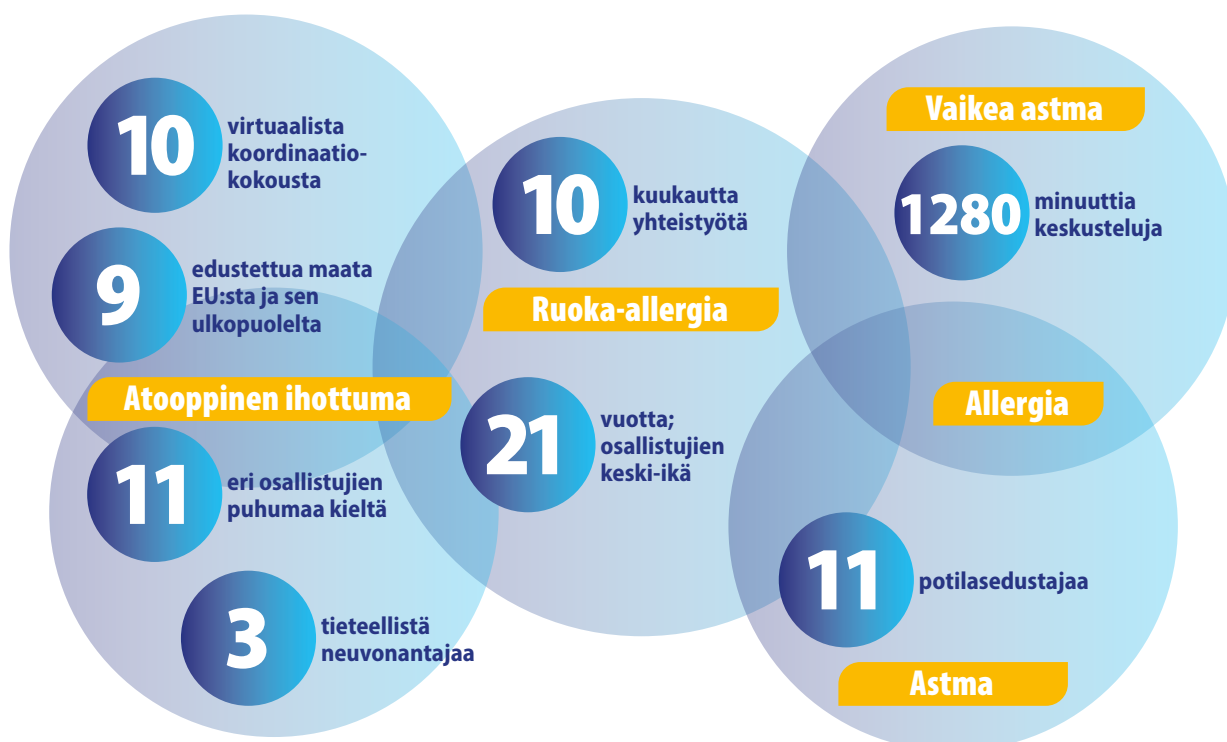 10
virtuaalista
koordinaatio-
kokousta
9
edustettua maata
EU:sta ja sen
ulkopuolelta
Atooppinen ihottuma
11
eri osallistujien
puhumaa kieltä
3
tieteellistä
neuvonantajaa
10
kuukautta
yhteistyötä
Ruoka-allergia
21
vuotta;
osallistujien
keski-ikä
Vaikea astma
1280
minuuttia
keskusteluja
Allergia
11
potilasedustajaa
Astma